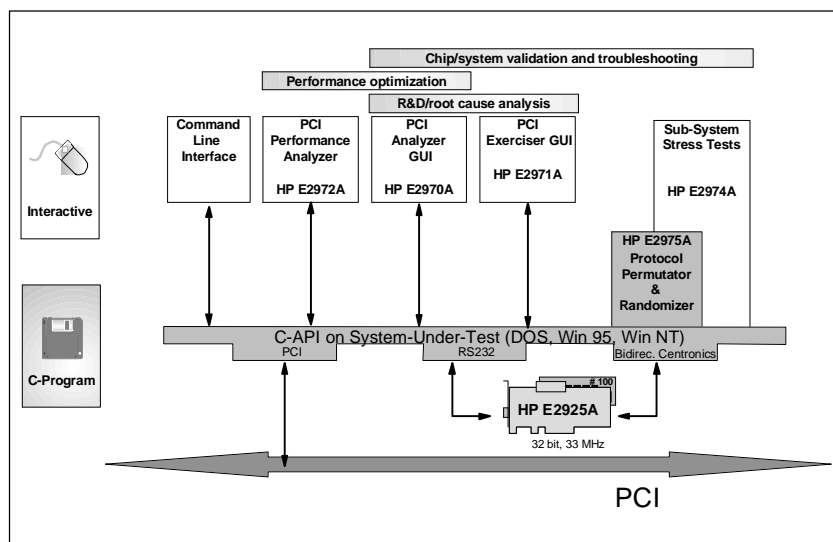 Chip/system validation and troubleshooting
Performance optimization
R&D/root cause analysis
Interactive
Command
Line
Interface
PCI
Performance
Analyzer
HP E2972A
PCI
Analyzer
GUI
HP E2970A
PCI
Exerciser GUI
HP E2971A
Sub-System
Stress Tests
HP E2974A
HP E2975A
Protocol
Permutator
&
Randomizer
C-Program
C-API on System-Under-Test (DOS, Win 95, Win NT)
PCI
RS232
Bidirec. Centronics
# 100
HP E2925A
32 bit, 33 MHz
PCI